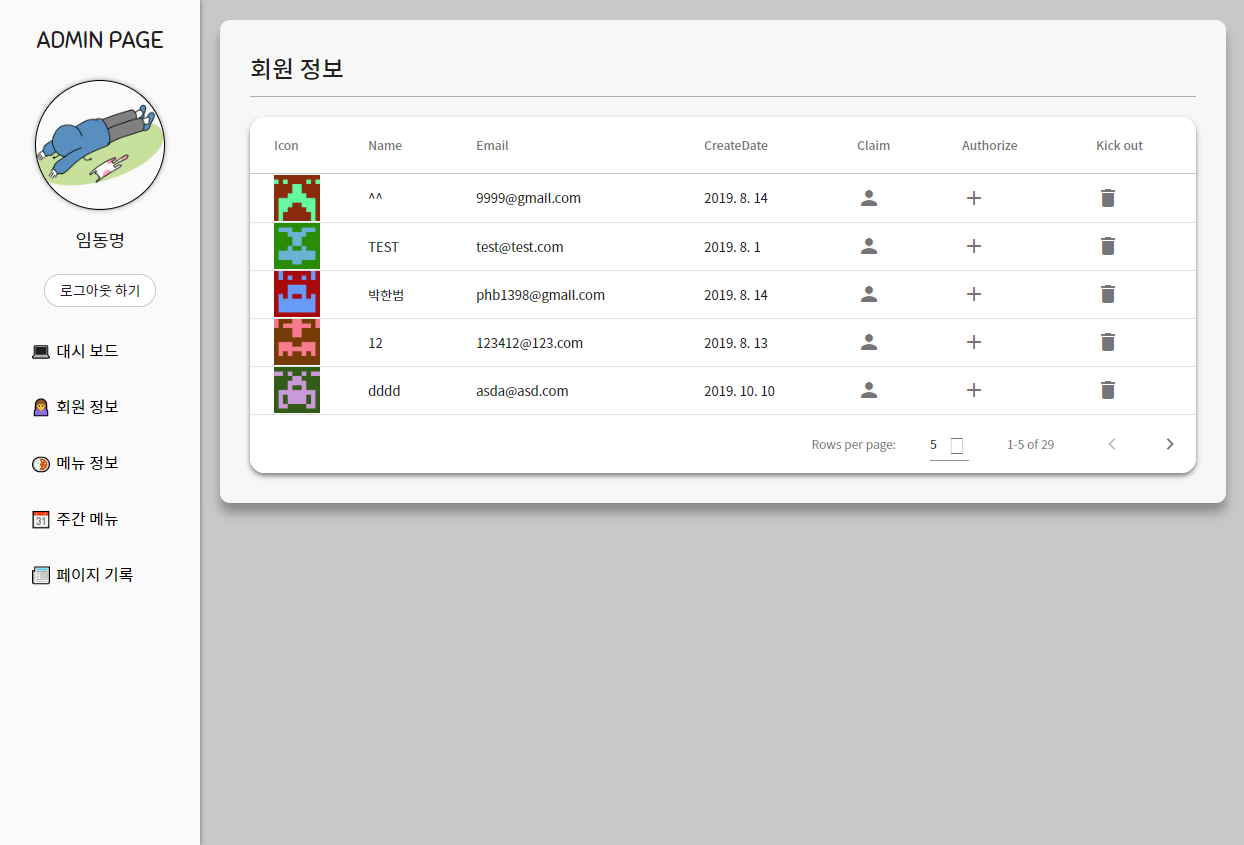 ADMIN PAGE
임동명
로그아웃 하기
대시 보드
회원 정보
메뉴 정보
31 주간 메뉴
페이지 기록
회원 정보
Icon Name Email CreateDate Claim Authorize Kick out
^^ 9999@gmail.com 2019. 8. 14
TEST test@test.com 2019. 8. 1
박한범 phb1398@gmail.com 2019. 8. 14
12 123412@123.com 2019. 8. 13
dddd asda@asd.com 2019. 10. 10
Rows per page: 5 1-5 of 29